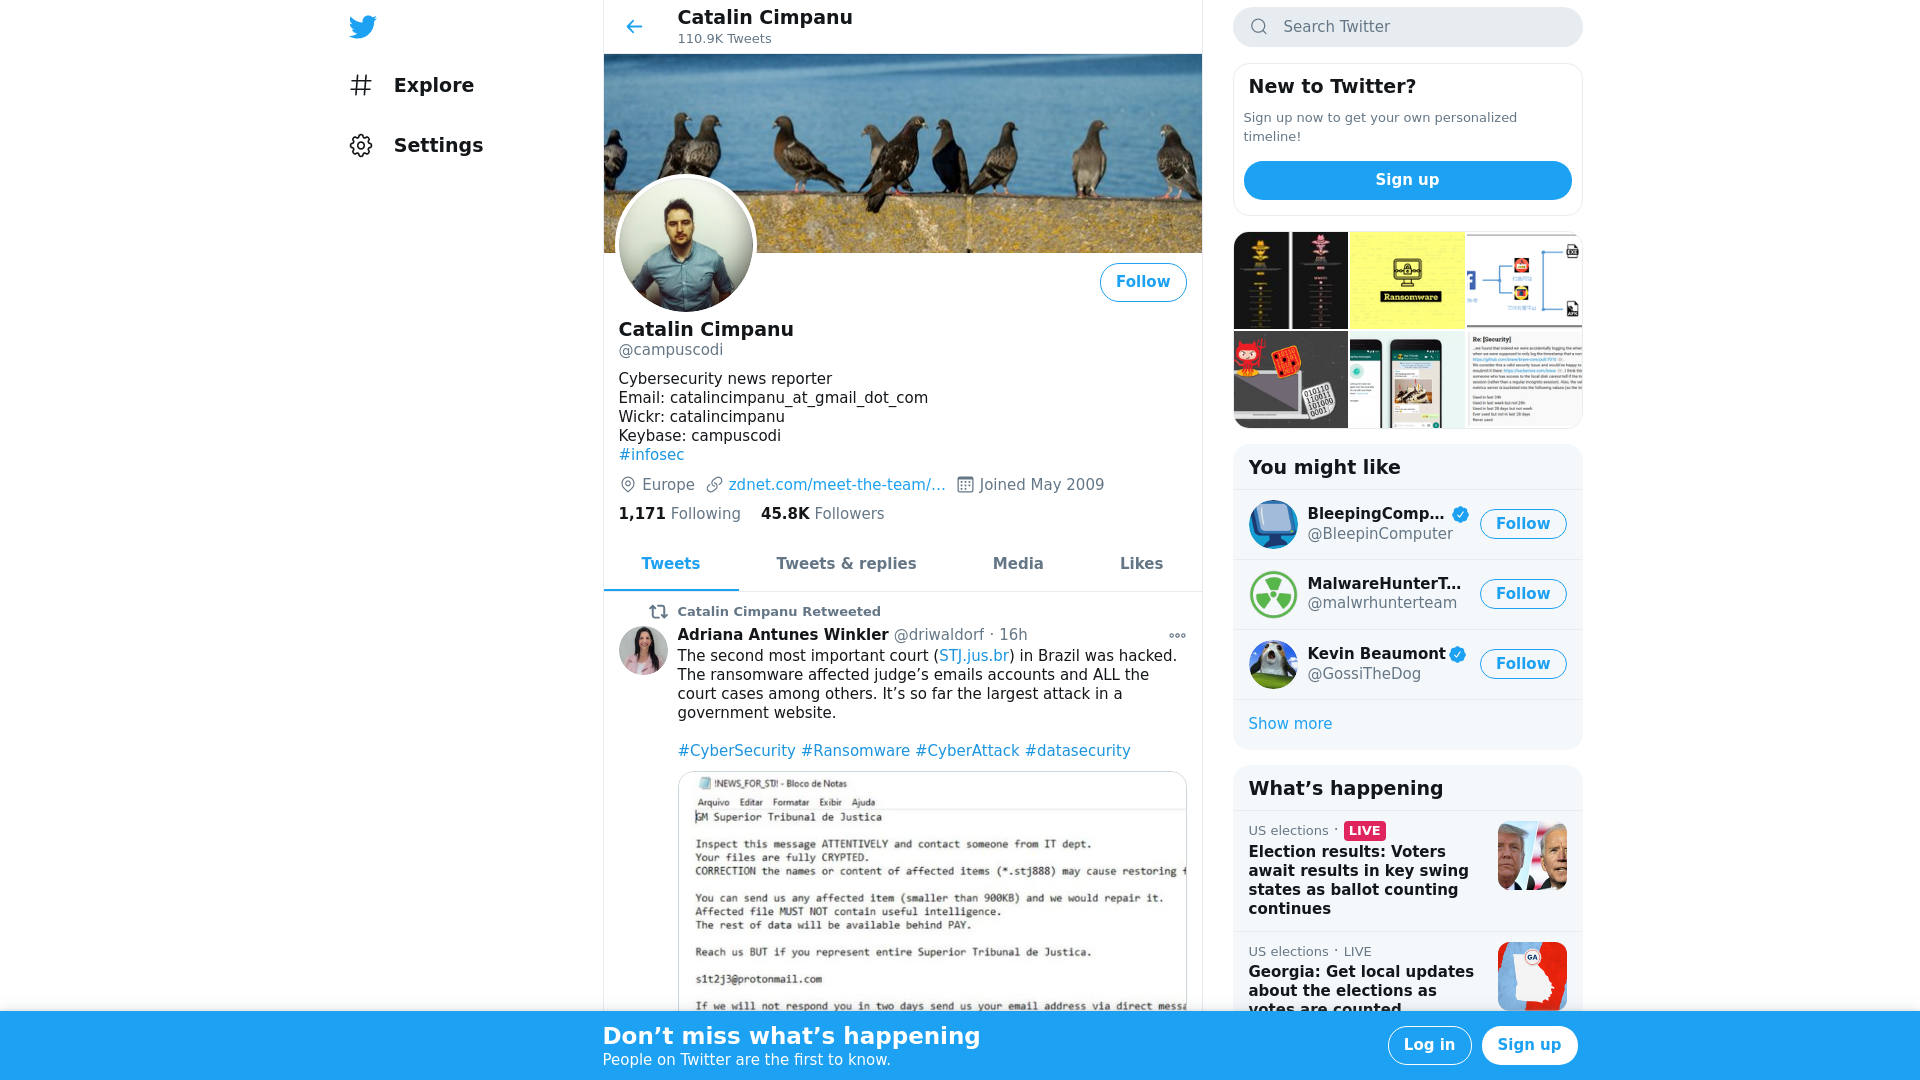 Explore
Settings
Catalin Cimpanu
110.9K Tweets
Follow
Catalin Cimpanu
@campuscodi
Cybersecurity news reporter
Email: catalincimpanu_at_gmail_dot_com
Wickr: catalincimpanu
Keybase: campuscodi
#infosec
Europe zdnet.com/meet-the-team/… Joined May 2009
1,171 Following 45.8K Followers
Tweets Tweets & replies Media Likes
Catalin Cimpanu Retweeted
Adriana Antunes Winkler @driwaldorf · 16h
The second most important court (STJ.jus.br) in Brazil was hacked.
The ransomware affected judge’s emails accounts and ALL the
court cases among others. It’s so far the largest attack in a
government website.
#CyberSecurity #Ransomware #CyberAttack #datasecurity
!NEWS_FOR_STJ! - Bloco de Notas
Arquivo Editar Formatar Exibir Ajuda
GM Superior Tribunal de Justica
Inspect this message ATTENTIVELY and contact someone from IT dept.
Your files are fully CRYPTED.
CORRECTION the names or content of affected items (*.stj888) may cause restoring f
You can send us any affected item (smaller than 900KB) and we would repair it.
Affected file MUST NOT contain useful intelligence.
The rest of data will be available behind PAY.
Reach us BUT if you represent entire Superior Tribunal de Justica.
s1t2j3@protonmail.com
If we will not respond you in two days send us your email address via direct messa
Search Twitter
New to Twitter?
Sign up now to get your own personalized
timeline!
Sign up
Ransomware
EXE
APK
Re: [Security]
You might like
BleepingComp…
@BleepinComputer
Follow
MalwareHunterT…
@malwrhunterteam
Follow
Kevin Beaumont
@GossiTheDog
Follow
Show more
What’s happening
US elections · LIVE
Election results: Voters
await results in key swing
states as ballot counting
continues
US elections · LIVE
Georgia: Get local updates
about the elections as
votes are counted
GA
Don’t miss what’s happening
People on Twitter are the first to know.
Log in
Sign up